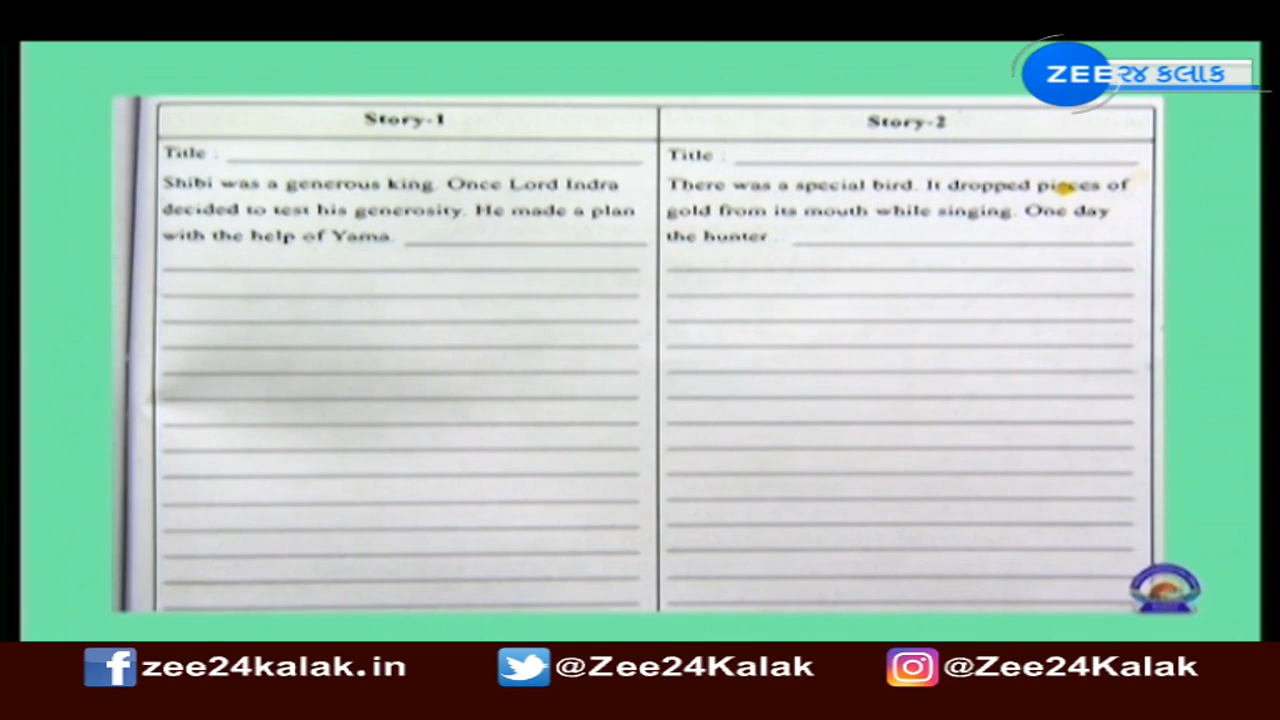 ZEE ૨૪ કલાક
Story-1
Title :
Shibi was a generous king. Once Lord Indra
decided to test his generosity. He made a plan
with the help of Yama.
Story-2
Title :
There was a special bird. It dropped pieces of
gold from its mouth while singing. One day
the hunter...
zee24kalak.in
@Zee24Kalak
@Zee24Kalak